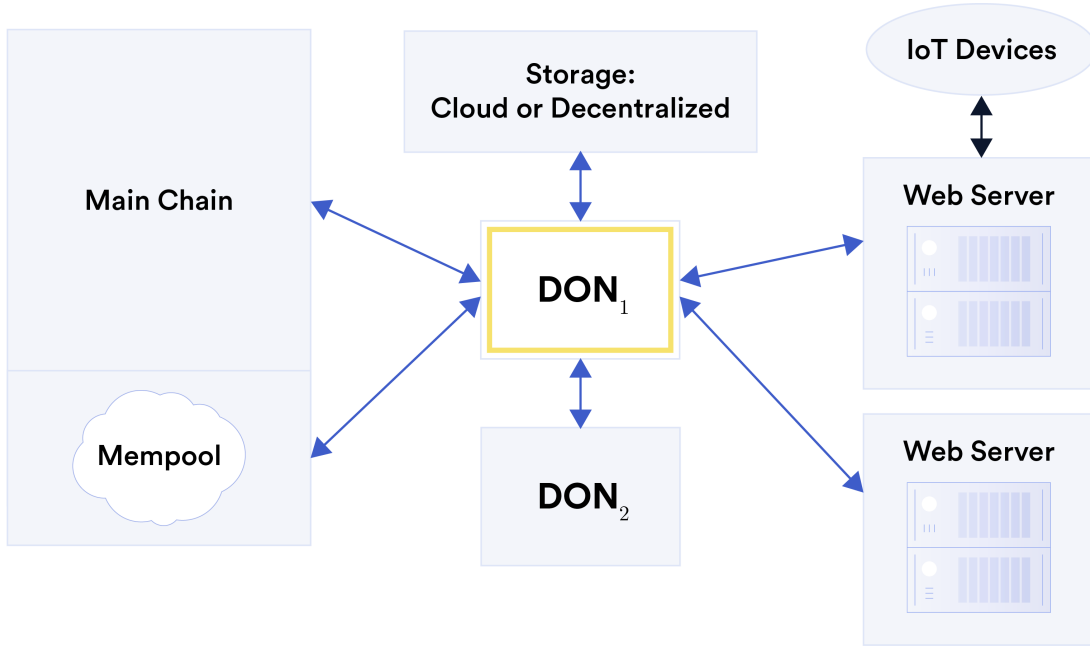 IoT Devices
Storage:
Cloud or Decentralized
Main Chain
Web Server
DON₁
Mempool
Web Server
DON₂